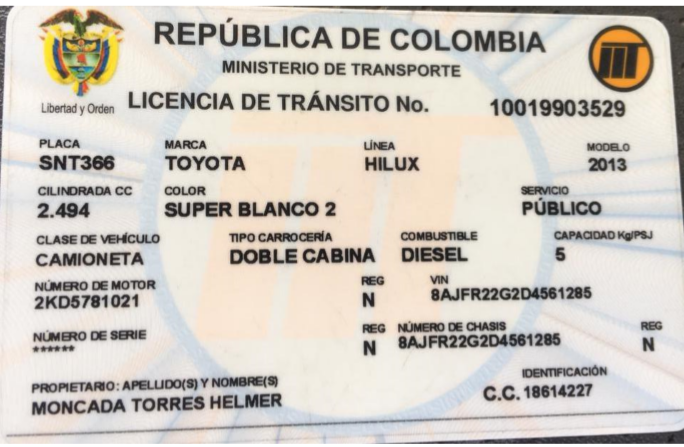 REPÚBLICA DE COLOMBIA
MINISTERIO DE TRANSPORTE
Libertad y Orden
LICENCIA DE TRÁNSITO No. 10019903529
PLACA MARCA LÍNEA MODELO
SNT366 TOYOTA HILUX 2013
CILINDRADA CC COLOR SERVICIO
2.494 SUPER BLANCO 2 PÚBLICO
CLASE DE VEHÍCULO TIPO CARROCERÍA COMBUSTIBLE CAPACIDAD Kg/PSJ
CAMIONETA DOBLE CABINA DIESEL 5
NÚMERO DE MOTOR REG VIN
2KD5781021 N 8AJFR22G2D4561285
NÚMERO DE SERIE REG NÚMERO DE CHASIS REG
****** N 8AJFR22G2D4561285 N
PROPIETARIO: APELLIDO(S) Y NOMBRE(S) IDENTIFICACIÓN
MONCADA TORRES HELMER C.C. 18614227